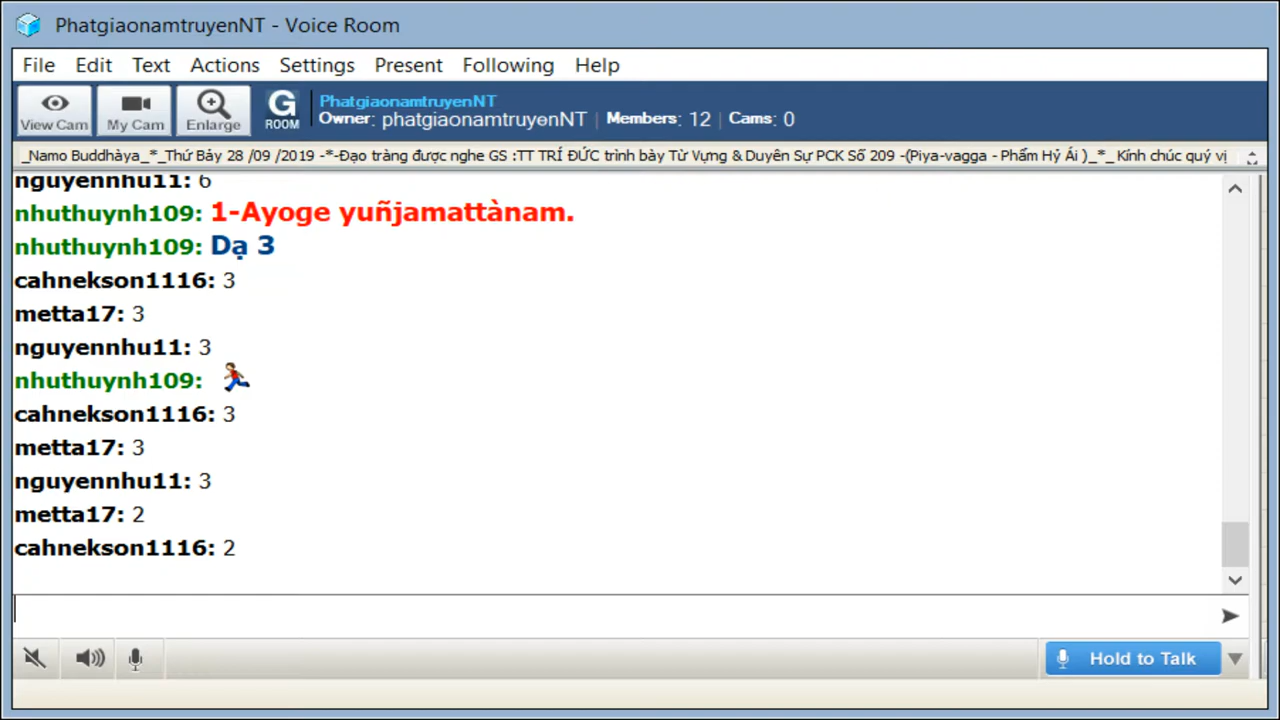 PhatgiaonamtruyenNT - Voice Room
File Edit Text Actions Settings Present Following Help
View Cam My Cam Enlarge G ROOM
PhatgiaonamtruyenNT
Owner: phatgiaonamtruyenNT | Members: 12 | Cams: 0
_Namo Buddhàya_*_Thứ Bảy 28 /09 /2019 -*-Đạo tràng được nghe GS :TT TRÍ ĐỨC trình bày Từ Vựng & Duyên Sự PCK Số 209 -(Piya-vagga - Phẩm Hỷ Ái )_*_ Kính chúc quý vị
nguyennhu11: 6
nhuthuynh109: 1-Ayoge yuñjamattànam.
nhuthuynh109: Dạ 3
cahnekson1116: 3
metta17: 3
nguyennhu11: 3
nhuthuynh109:
cahnekson1116: 3
metta17: 3
nguyennhu11: 3
metta17: 2
cahnekson1116: 2
Hold to Talk